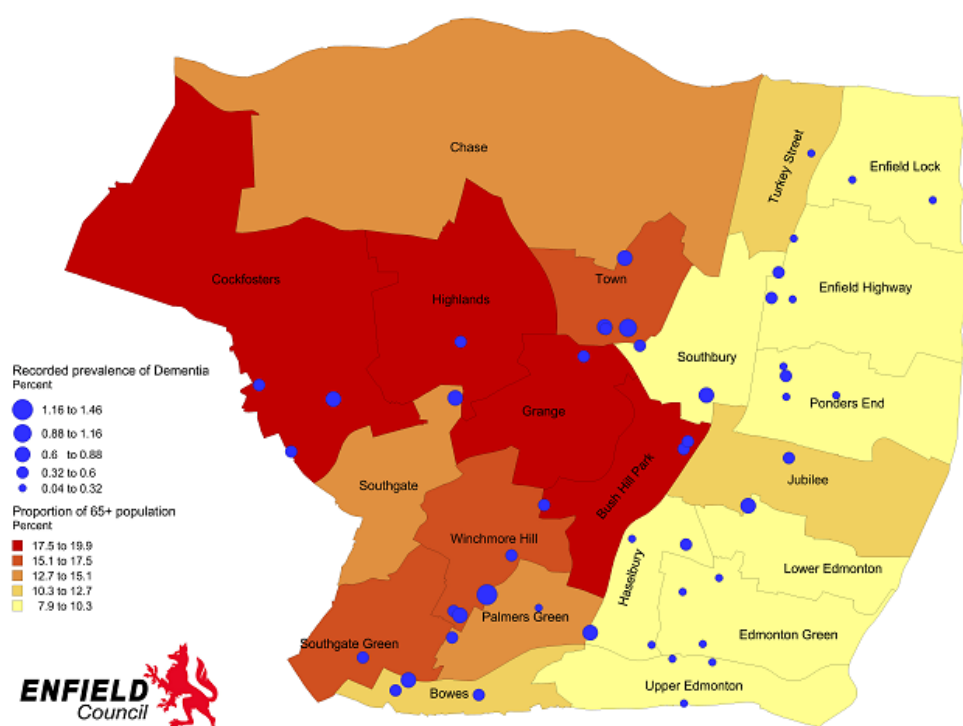 Chase
Turkey Street
Enfield Lock
Cockfosters
Highlands
Town
Enfield Highway
Southbury
Recorded prevalence of Dementia
Percent
1.16 to 1.46
0.88 to 1.16
0.6 to 0.88
0.32 to 0.6
0.04 to 0.32
Grange
Ponders End
Bush Hill Park
Jubilee
Southgate
Proportion of 65+ population
Percent
17.5 to 19.9
15.1 to 17.5
12.7 to 15.1
10.3 to 12.7
7.9 to 10.3
Winchmore Hill
Haselbury
Lower Edmonton
Palmers Green
Edmonton Green
Southgate Green
Bowes
Upper Edmonton
ENFIELD
Council